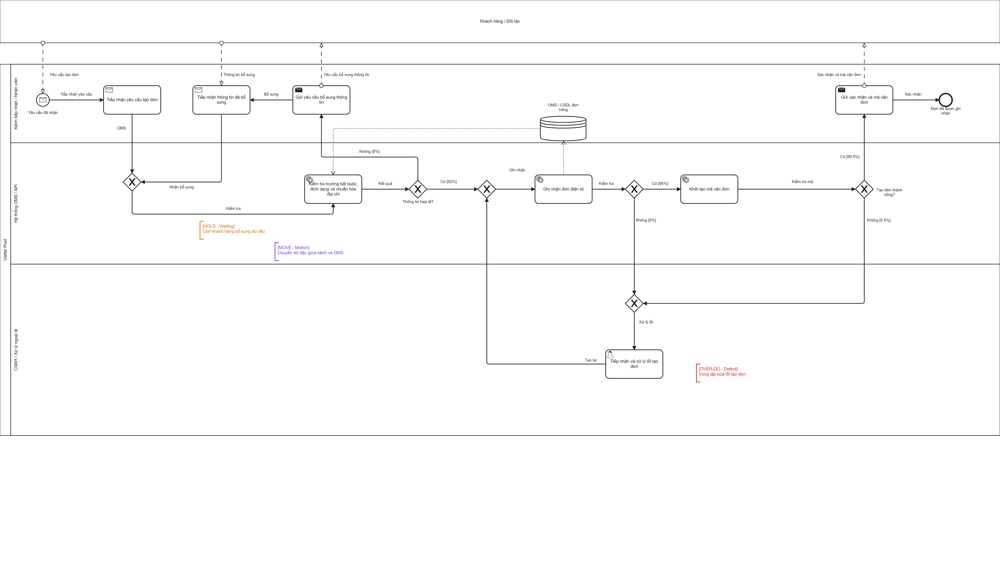 Khách hàng / Đối tác
Viettel Post
Kênh tiếp nhận / Nhân viên
Yêu cầu tạo đơn
Thông tin bổ sung
Yêu cầu bổ sung thông tin
Xác nhận và mã vận đơn
Yêu cầu đã nhận
Tiếp nhận yêu cầu
Tiếp nhận yêu cầu tạo đơn
Tiếp nhận thông tin đã bổ
sung
Bổ sung
Gửi yêu cầu bổ sung thông
tin
OMS / CSDL đơn
hàng
Gửi xác nhận và mã vận
đơn
Xác nhận
Đơn đã được ghi
nhận
OMS
Hệ thống OMS / API
Không [8%]
Có [99.5%]
Nhận bổ sung
Kiểm tra
Kiểm tra trường bắt buộc,
định dạng và chuẩn hóa
địa chỉ
Kết quả
Thông tin hợp lệ?
Có [92%]
Ghi nhận
Ghi nhận đơn điện tử
Kiểm tra
Có [95%]
Khởi tạo mã vận đơn
Kiểm tra mã
Tạo đơn thành
công?
Không [5%]
Không [0.5%]
[HOLD - Waiting]
Chờ khách hàng bổ sung dữ liệu
[MOVE - Motion]
Chuyển dữ liệu giữa kênh và OMS
CSKH / Xử lý ngoại lệ
Xử lý lỗi
Tạo lại
Tiếp nhận và xử lý lỗi tạo
đơn
[OVER-DO - Defect]
Vòng lặp sửa lỗi tạo đơn